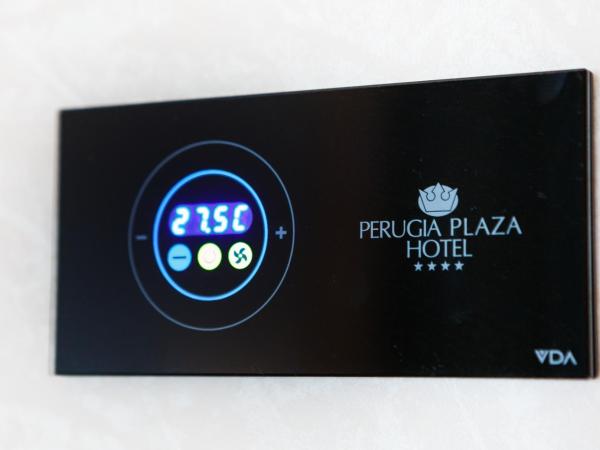 27.5C
- +
PERUGIA PLAZA
HOTEL
★★★★
VDA